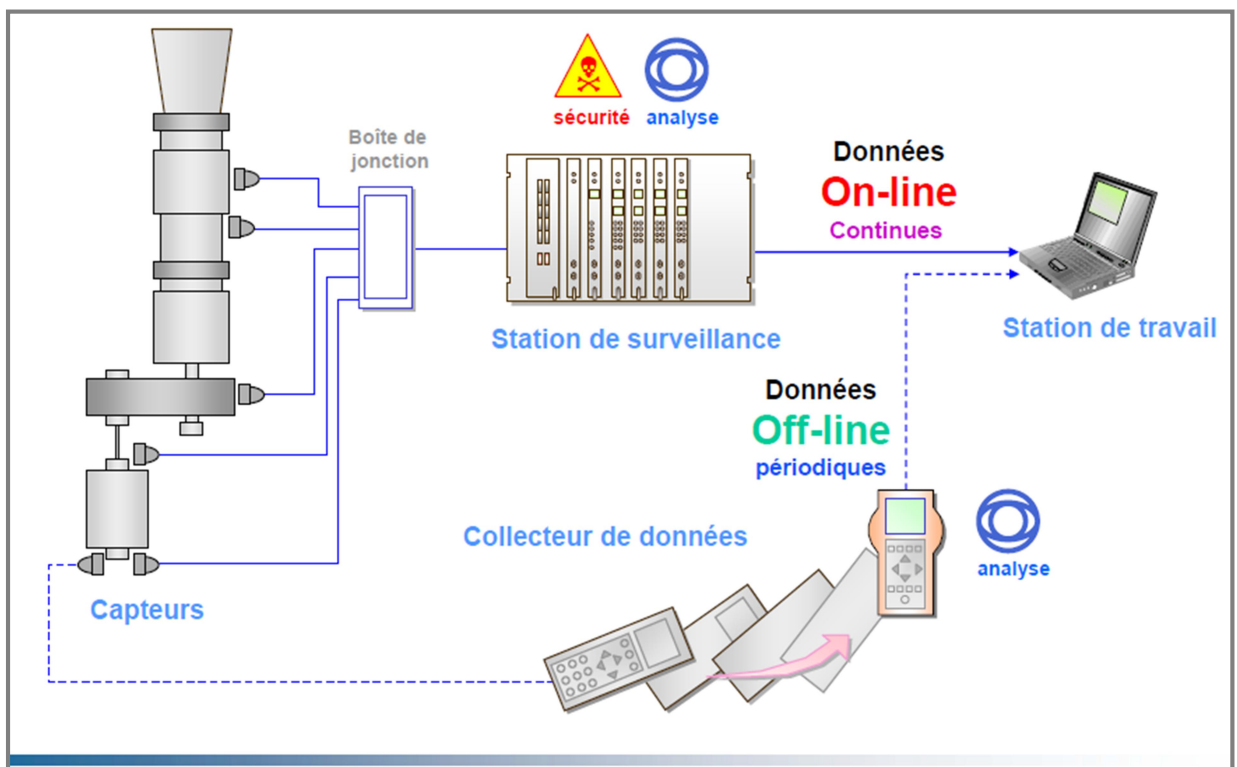 sécurité
analyse
Boîte de
jonction
Données
On-line
Continues
Station de surveillance
Station de travail
Données
Off-line
périodiques
Collecteur de données
analyse
Capteurs